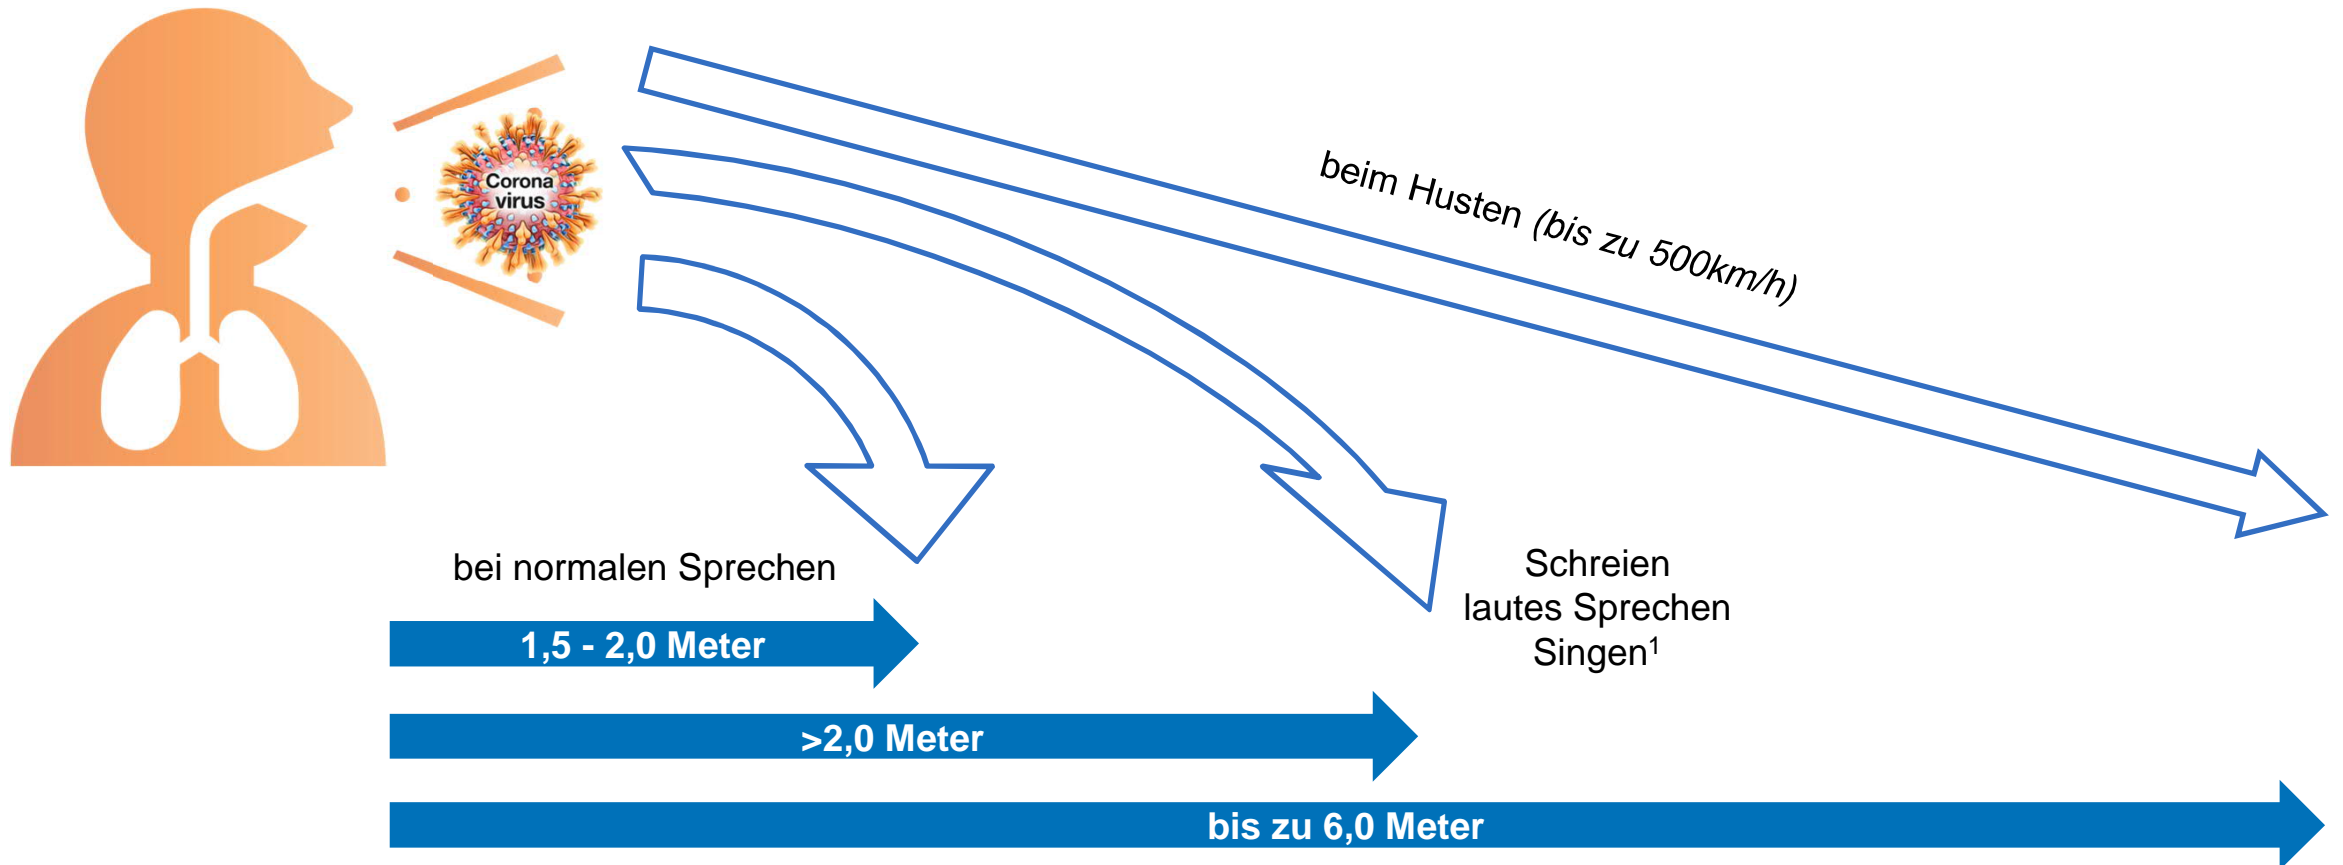 Corona
virus
beim Husten (bis zu 500km/h)
bei normalen Sprechen
Schreien
lautes Sprechen
Singen¹
1,5 - 2,0 Meter
>2,0 Meter
bis zu 6,0 Meter